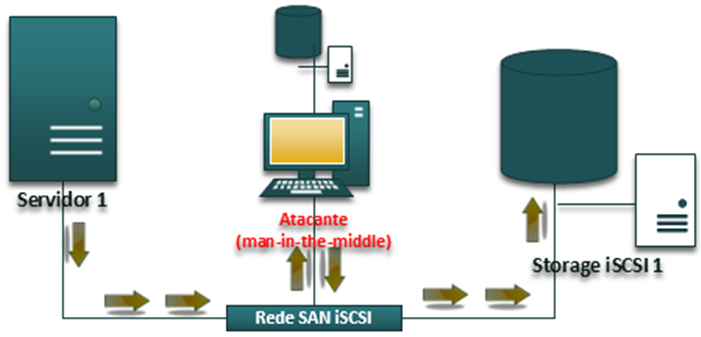 Servidor 1
Atacante
(man-in-the-middle)
Storage iSCSI 1
Rede SAN iSCSI